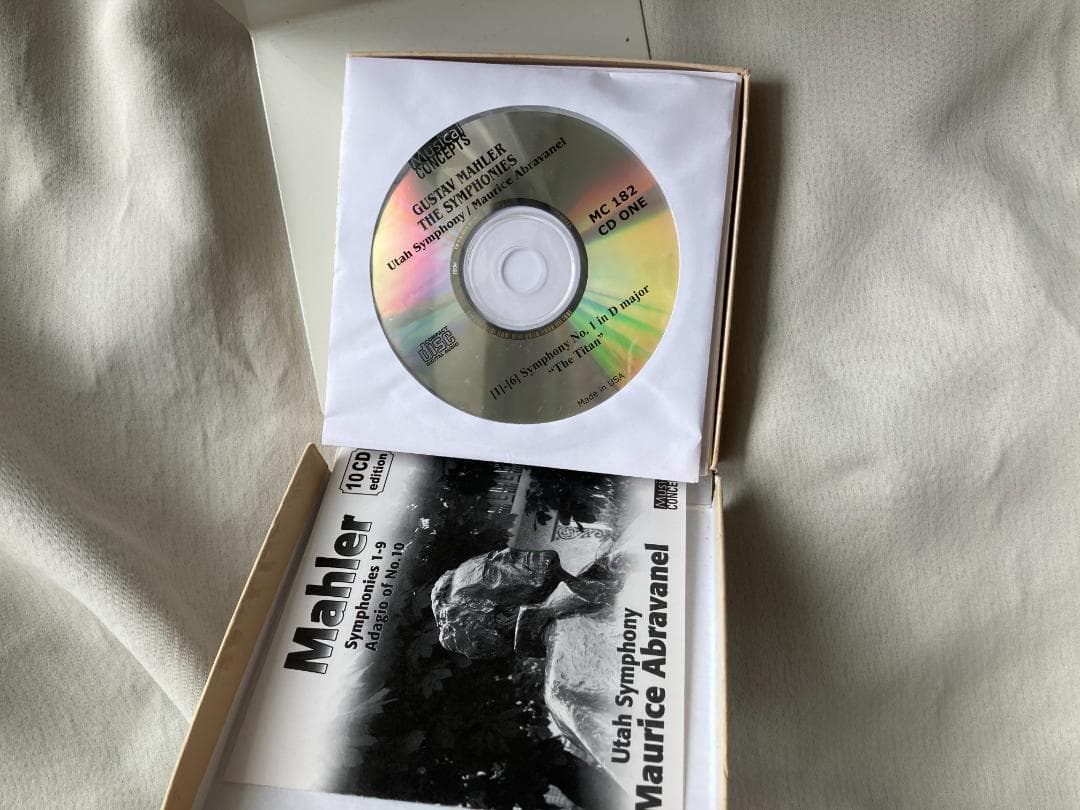 Musica
CONCEPTS
GUSTAV MAHLER
THE SYMPHONIES
Utah Symphony / Maurice Abravanel
MC 182
CD ONE
COMPACT
disc
DIGITAL AUDIO
[1]-[6] Symphony No. 1 in D major
"The Titan"
Made in USA
10 CD
edition
Mahler
Symphonies 1-9
Adagio of No.10
Utah Symphony
Maurice Abravanel